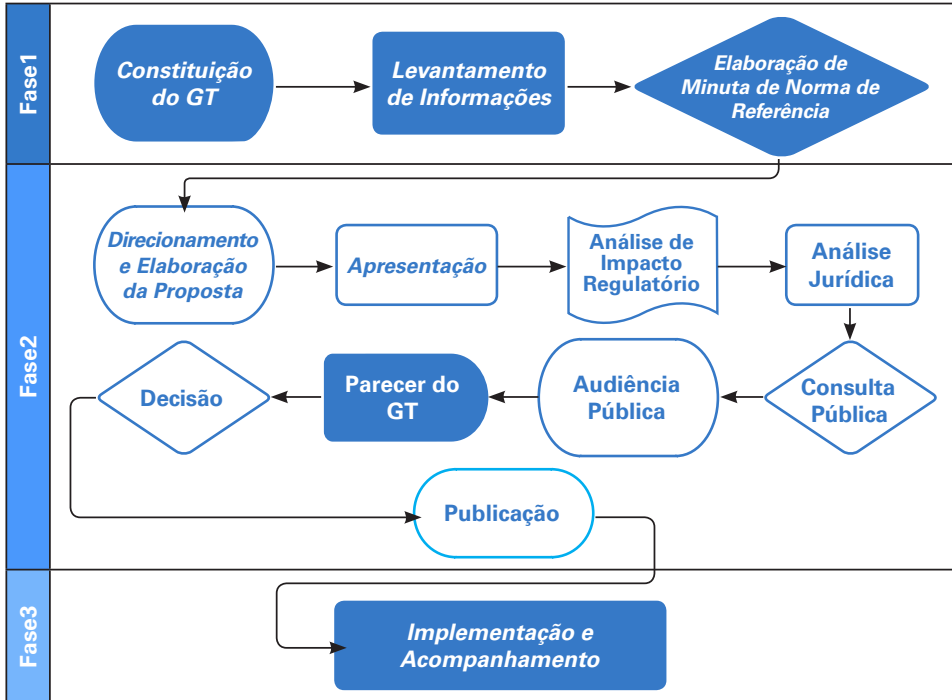 Fase1
Constituição
do GT
Levantamento
de Informações
Elaboração de
Minuta de Norma de
Referência
Fase2
Direcionamento
e Elaboração
da Proposta
Apresentação
Análise de
Impacto
Regulatório
Análise
Jurídica
Consulta
Pública
Audiência
Pública
Parecer do
GT
Decisão
Publicação
Fase3
Implementação e
Acompanhamento